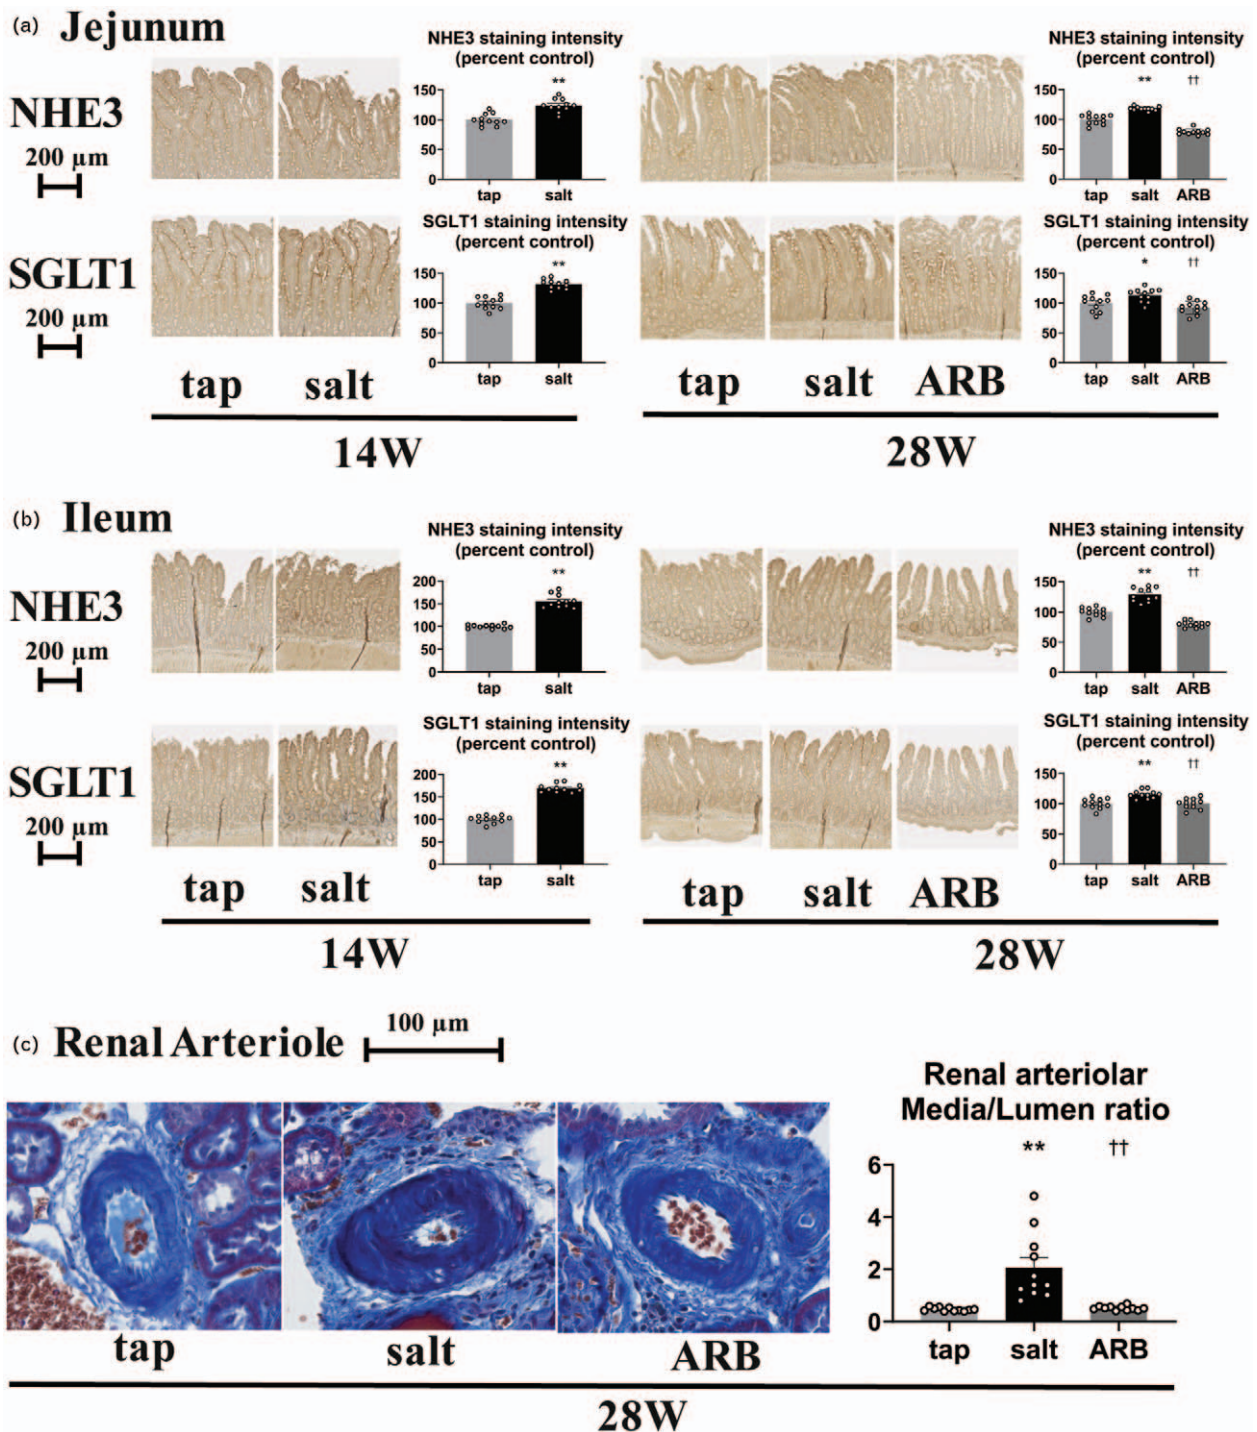 (a) Jejunum
NHE3
200 µm
NHE3 staining intensity
(percent control)
**
150
100
50
0
tap salt
NHE3 staining intensity
(percent control)
** ††
150
100
50
0
tap salt ARB
SGLT1
200 µm
SGLT1 staining intensity
(percent control)
**
150
100
50
0
tap salt
SGLT1 staining intensity
(percent control)
* ††
150
100
50
0
tap salt ARB
tap salt tap salt ARB
14W 28W
(b) Ileum
NHE3
200 µm
NHE3 staining intensity
(percent control)
**
200
150
100
50
0
tap salt
NHE3 staining intensity
(percent control)
** ††
150
100
50
0
tap salt ARB
SGLT1
200 µm
SGLT1 staining intensity
(percent control)
**
200
150
100
50
0
tap salt
SGLT1 staining intensity
(percent control)
** ††
150
100
50
0
tap salt ARB
tap salt tap salt ARB
14W 28W
(c) Renal Arteriole 100 µm
Renal arteriolar
Media/Lumen ratio
** ††
6
4
2
0
tap salt ARB
tap salt ARB
28W